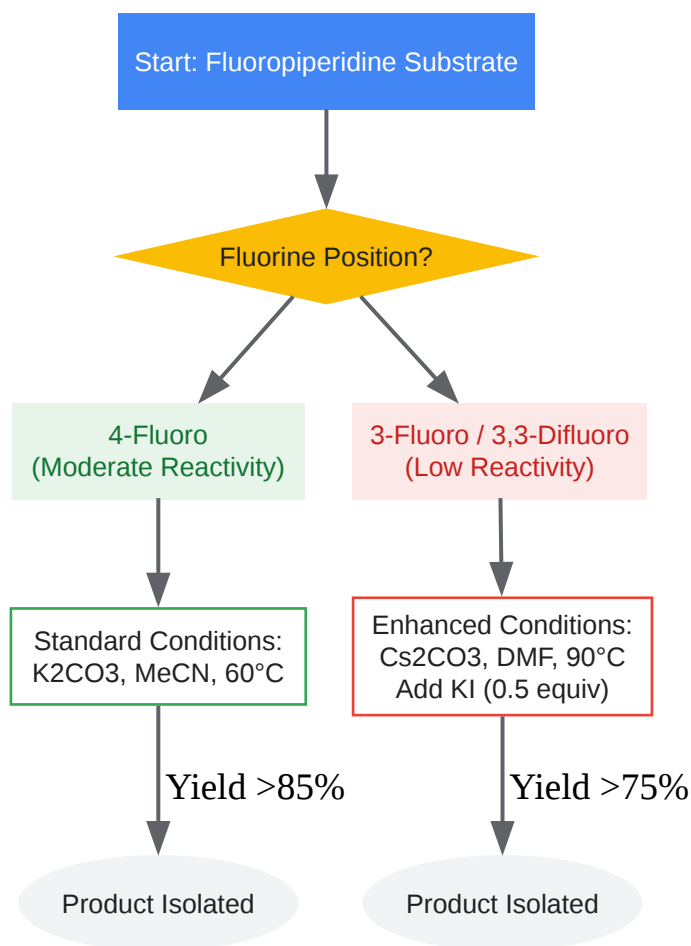 Start: Fluoropiperidine Substrate
Fluorine Position?
4-Fluoro
(Moderate Reactivity)
3-Fluoro / 3,3-Difluoro
(Low Reactivity)
Standard Conditions:
K2CO3, MeCN, 60°C
Enhanced Conditions:
Cs2CO3, DMF, 90°C
Add KI (0.5 equiv)
Yield >85%
Yield >75%
Product Isolated
Product Isolated